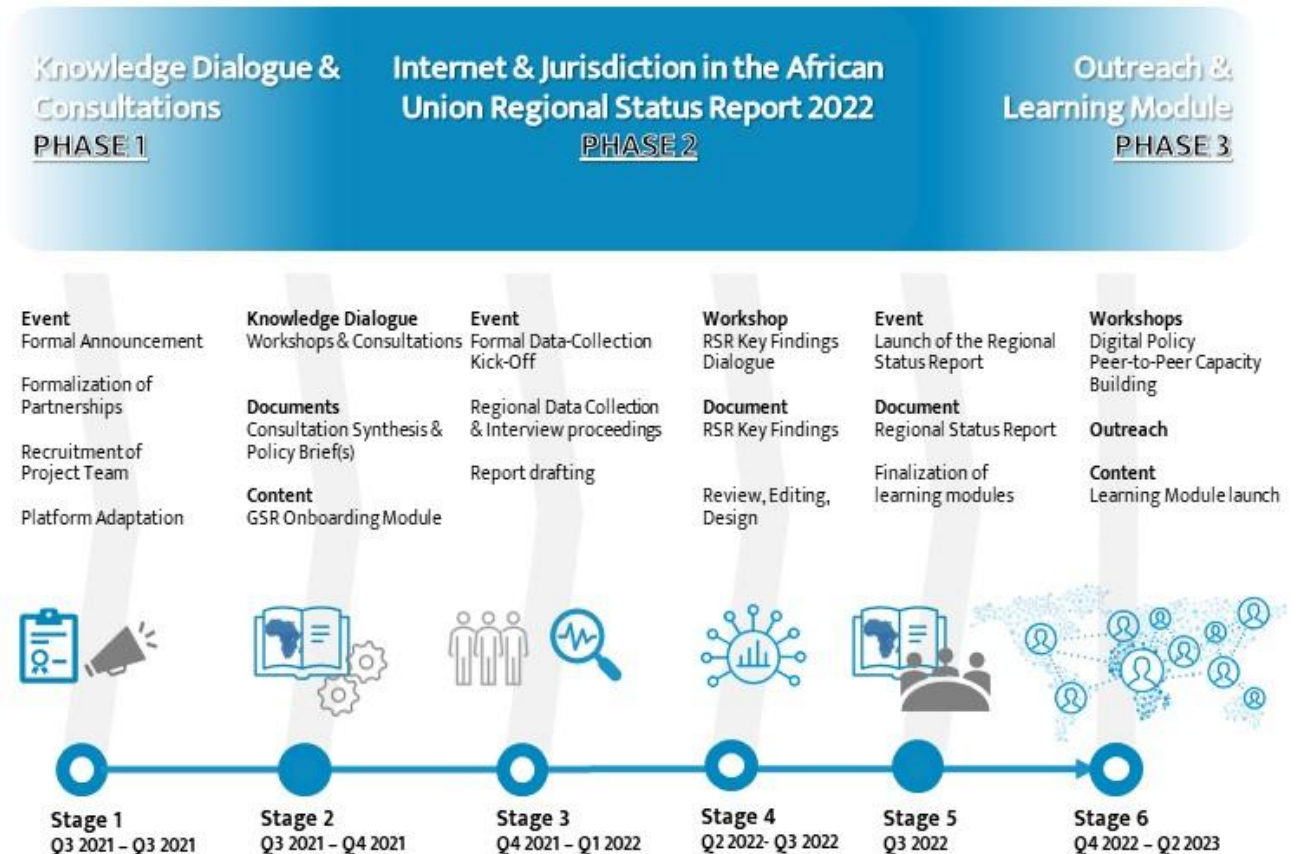 Knowledge Dialogue &
Consultations
PHASE 1
Internet & Jurisdiction in the African
Union Regional Status Report 2022
PHASE 2
Outreach &
Learning Module
PHASE 3
Event
Formal Announcement
Formalization of
Partnerships
Recruitment of
Project Team
Platform Adaptation
Knowledge Dialogue
Workshops & Consultations
Documents
Consultation Synthesis &
Policy Brief(s)
Content
GSR Onboarding Module
Event
Formal Data-Collection
Kick-Off
Regional Data Collection
& Interview proceedings
Report drafting
Workshop
RSR Key Findings
Dialogue
Document
RSR Key Findings
Review, Editing,
Design
Event
Launch of the Regional
Status Report
Document
Regional Status Report
Finalization of
learning modules
Workshops
Digital Policy
Peer-to-Peer Capacity
Building
Outreach
Content
Learning Module launch
Stage 1
Q3 2021 – Q3 2021
Stage 2
Q3 2021 – Q4 2021
Stage 3
Q4 2021 – Q1 2022
Stage 4
Q2 2022- Q3 2022
Stage 5
Q3 2022
Stage 6
Q4 2022 – Q2 2023